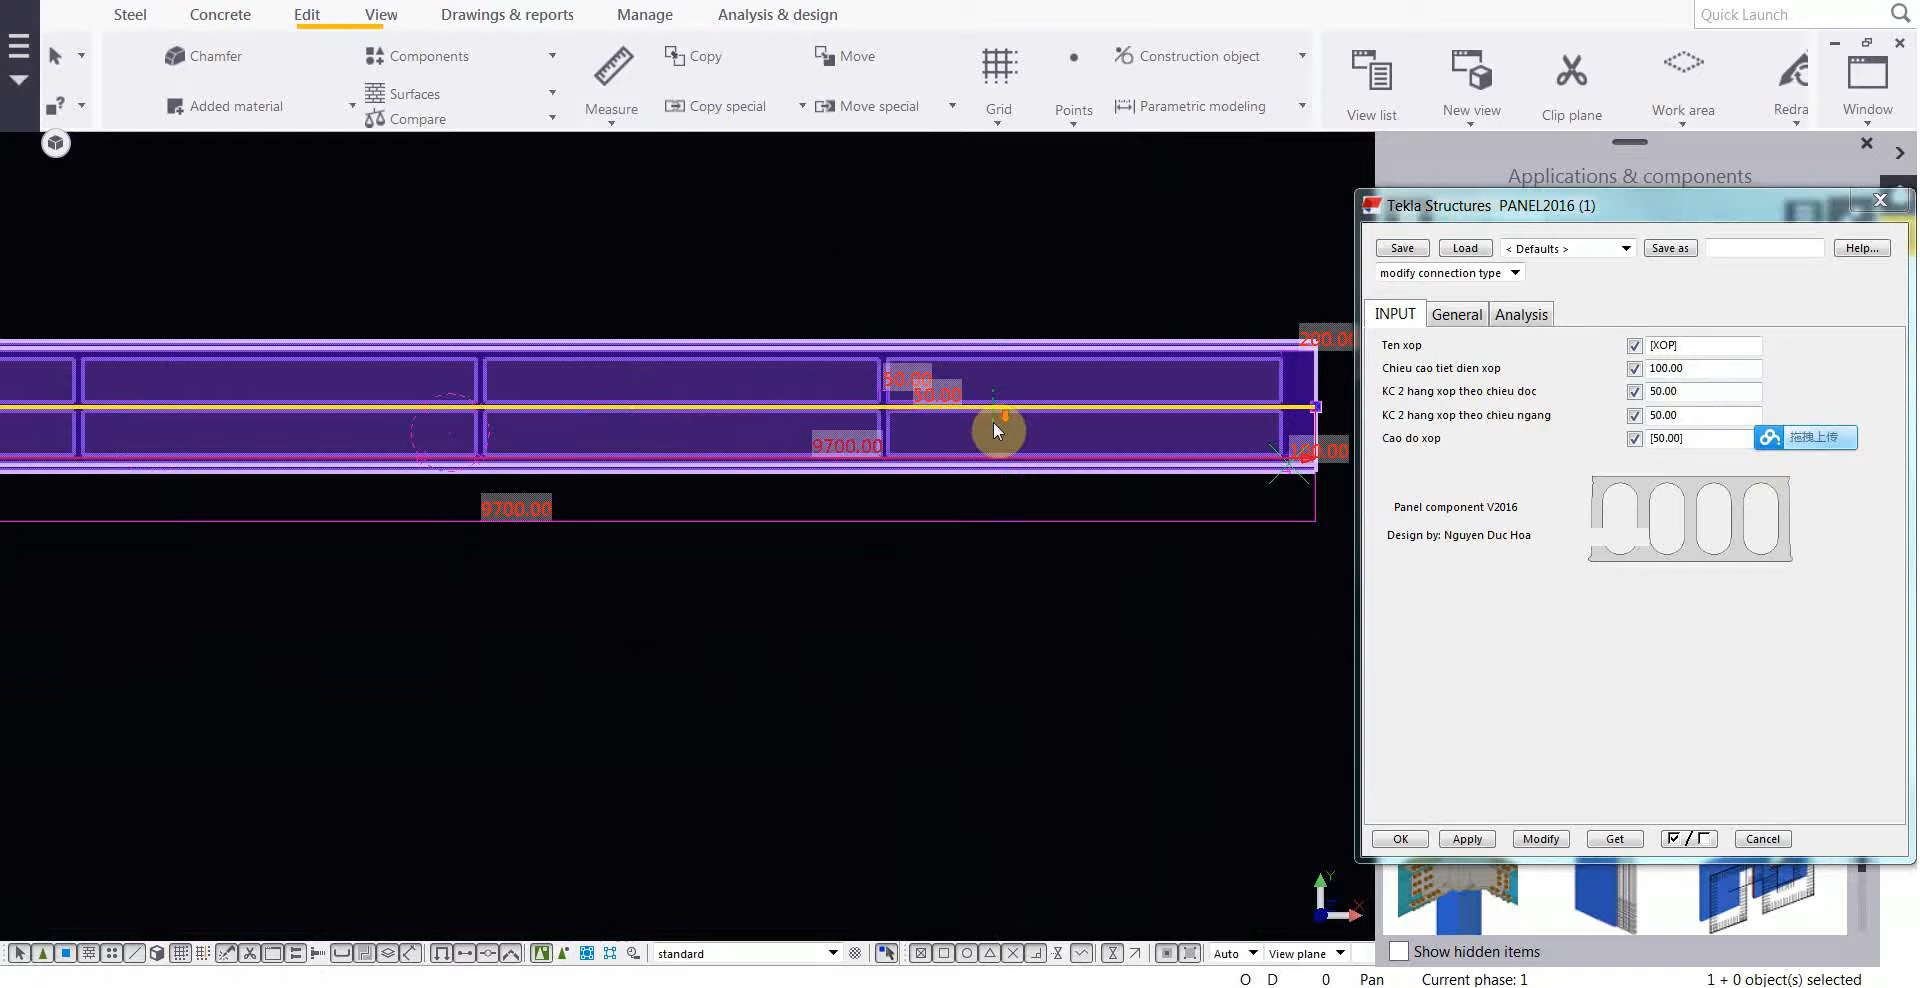 Steel Concrete Edit View Drawings & reports Manage Analysis & design Quick Launch
Chamfer Components Copy Move Construction object
Surfaces
Added material Compare Measure Copy special Move special Grid Points Parametric modeling View list New view Clip plane Work area Redra Window
Applications & components
Tekla Structures PANEL2016 (1)
Save Load < Defaults > Save as Help...
modify connection type
INPUT General Analysis
Ten xop [XOP]
Chieu cao tiet dien xop 100.00
KC 2 hang xop theo chieu doc 50.00
KC 2 hang xop theo chieu ngang 50.00
Cao do xop [50.00] 拖拽上传
Panel component V2016
Design by: Nguyen Duc Hoa
OK Apply Modify Get / Cancel
200.00
50.00
50.00
9700.00
9700.00
Y
X
Show hidden items
standard Auto View plane
O D 0 Pan Current phase: 1 1 + 0 object(s) selected